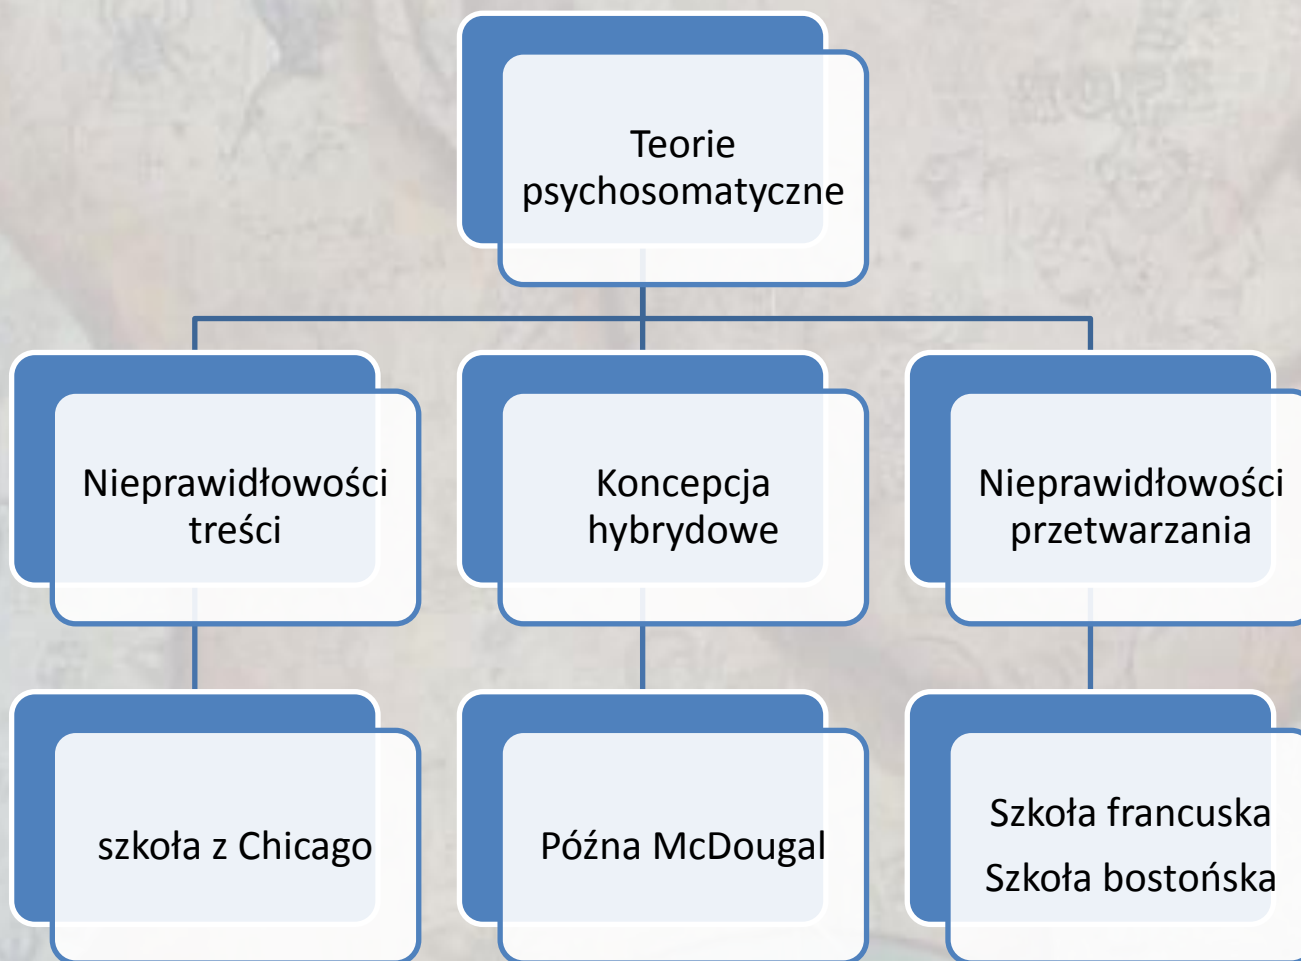 Teorie
psychosomatyczne
Nieprawidłowości
treści
Koncepcja
hybrydowe
Nieprawidłowości
przetwarzania
szkoła z Chicago
Późna McDougal
Szkoła francuska
Szkoła bostońska